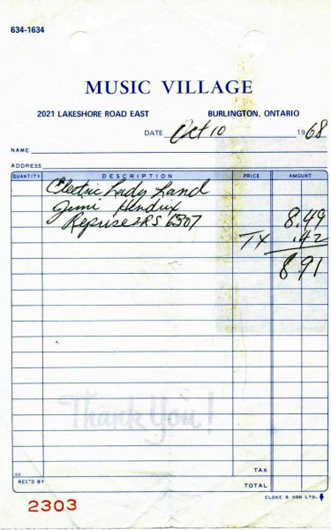 634-1634
MUSIC VILLAGE
2021 LAKESHORE ROAD EAST BURLINGTON, ONTARIO
DATE Oct 10 1968
NAME
ADDRESS
QUANTITY DESCRIPTION PRICE AMOUNT
Electric Lady Land
Jimi Hendrix
Reprise 2RS 6307 8.49
TX .42
8.91
Thank You!
TAX
REC'D BY
TOTAL
CLOKE & SON LTD.
2303